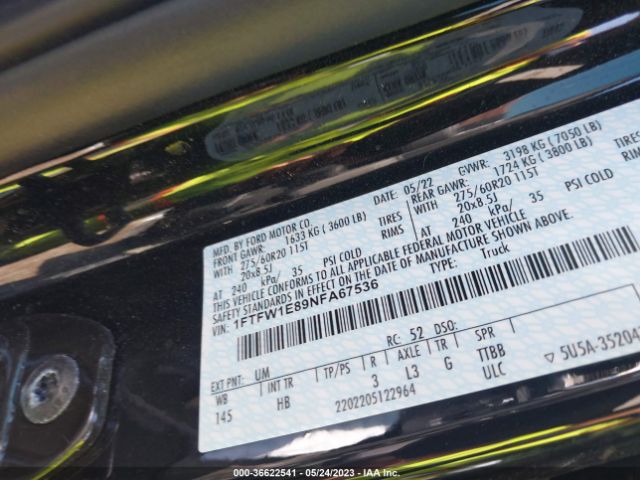 MFD. BY FORD MOTOR CO.
DATE: 05/22 GVWR: 3198 KG ( 7050 LB)
FRONT GAWR: 1633 KG ( 3600 LB) REAR GAWR: 1724 KG ( 3800 LB)
WITH 275/60R20 115T TIRES WITH 275/60R20 115T TIRES
20x8.5J RIMS 20x8.5J RIMS
AT 240 kPa/ 35 PSI COLD AT 240 kPa/ 35 PSI COLD
THIS VEHICLE CONFORMS TO ALL APPLICABLE FEDERAL MOTOR VEHICLE
SAFETY STANDARDS IN EFFECT ON THE DATE OF MANUFACTURE SHOWN ABOVE.
VIN: 1FTFW1E89NFA67536 TYPE: Truck
EXT PNT: UM RC: 52 DSO:
WB INT TR TP/PS R AXLE TR SPR
145 HB 3 L3 G TTBB
2202205122964 ULC
5U5A-35204
000-36622541 - 05/24/2023 - IAA Inc.